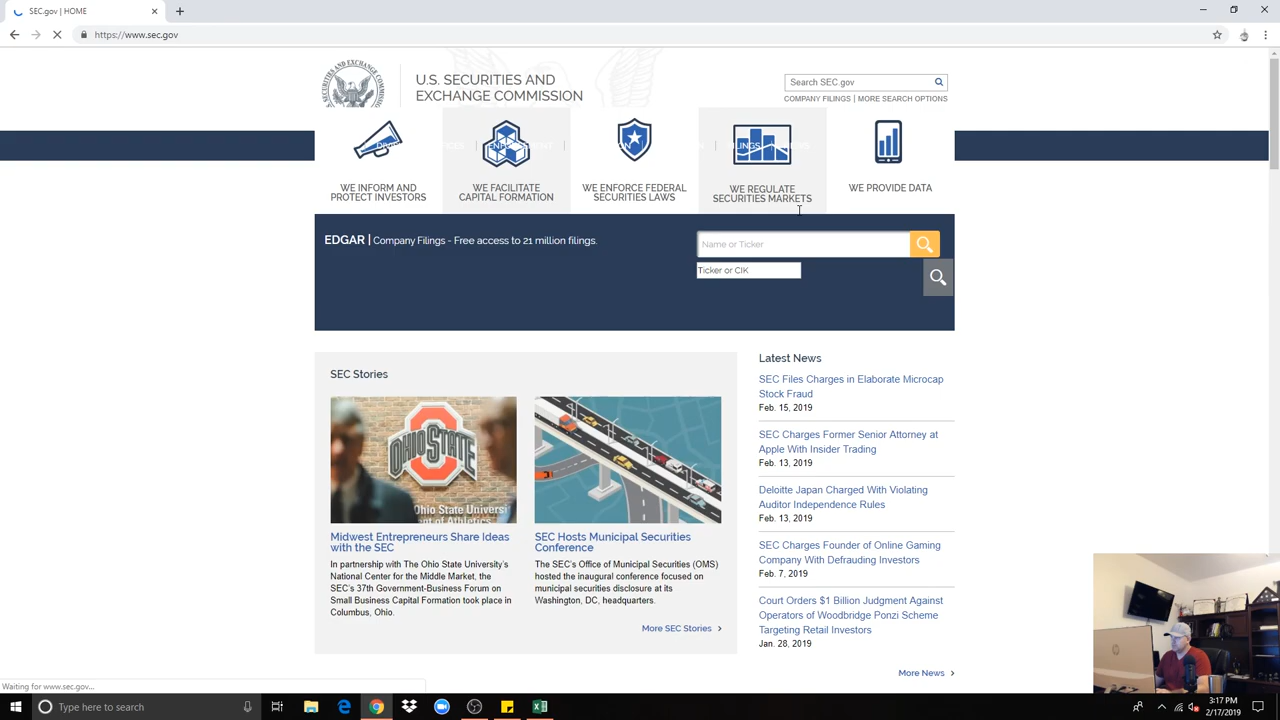 SEC.gov | HOME
https://www.sec.gov
U.S. SECURITIES AND
EXCHANGE COMMISSION
Search SEC.gov
COMPANY FILINGS | MORE SEARCH OPTIONS
WE INFORM AND
PROTECT INVESTORS
WE FACILITATE
CAPITAL FORMATION
WE ENFORCE FEDERAL
SECURITIES LAWS
WE REGULATE
SECURITIES MARKETS
WE PROVIDE DATA
EDGAR | Company Filings - Free access to 21 million filings.
Name or Ticker
Ticker or CIK
SEC Stories
OHIO STATE
Ohio State Universi
nt of Athletics
Midwest Entrepreneurs Share Ideas
with the SEC
In partnership with The Ohio State University's
National Center for the Middle Market, the
SEC's 37th Government-Business Forum on
Small Business Capital Formation took place in
Columbus, Ohio.
SEC Hosts Municipal Securities
Conference
The SEC's Office of Municipal Securities (OMS)
hosted the inaugural conference focused on
municipal securities disclosure at its
Washington, DC, headquarters.
More SEC Stories
Latest News
SEC Files Charges in Elaborate Microcap
Stock Fraud
Feb. 15, 2019
SEC Charges Former Senior Attorney at
Apple With Insider Trading
Feb. 13, 2019
Deloitte Japan Charged With Violating
Auditor Independence Rules
Feb. 13, 2019
SEC Charges Founder of Online Gaming
Company With Defrauding Investors
Feb. 7, 2019
Court Orders $1 Billion Judgment Against
Operators of Woodbridge Ponzi Scheme
Targeting Retail Investors
Jan. 28, 2019
More News
Waiting for www.sec.gov...
Type here to search
3:17 PM
2/17/2019